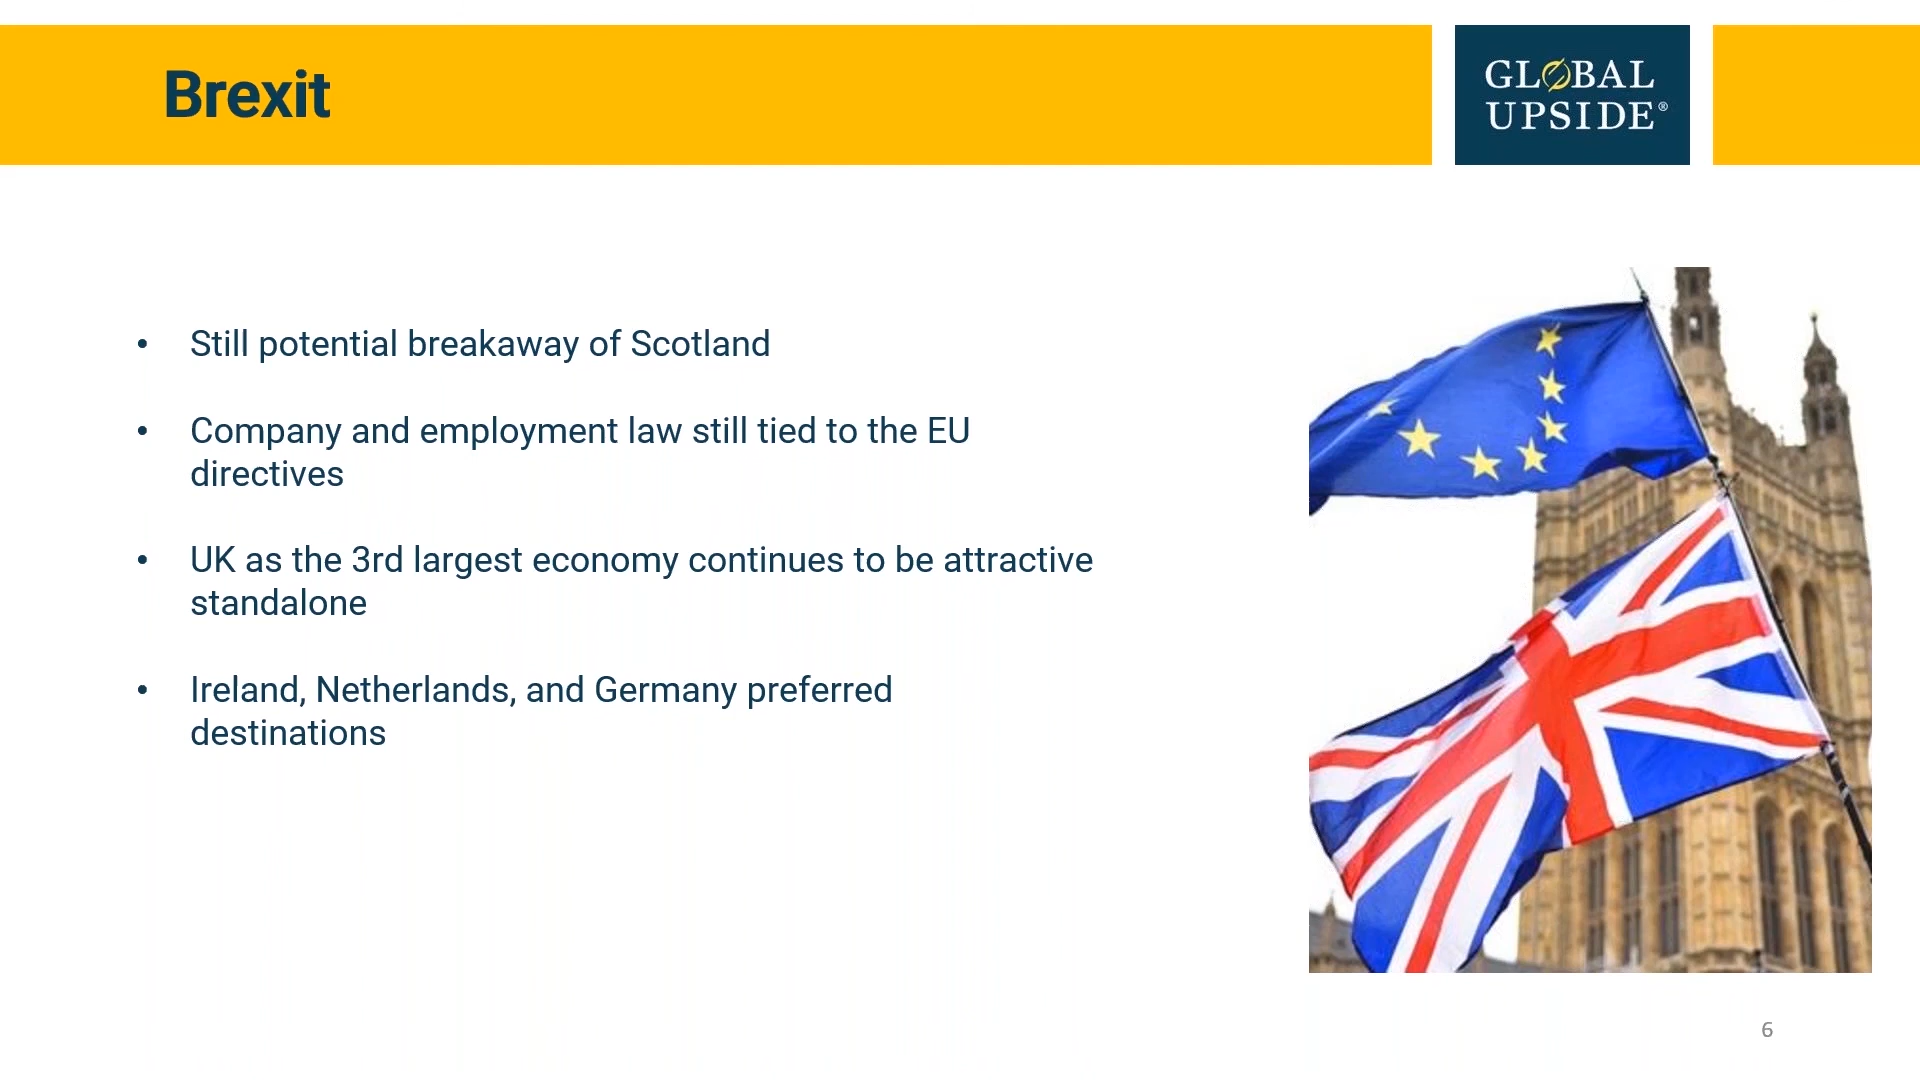 Brexit
GLOBAL
UPSIDE®
• Still potential breakaway of Scotland
• Company and employment law still tied to the EU
directives
• UK as the 3rd largest economy continues to be attractive
standalone
• Ireland, Netherlands, and Germany preferred
destinations
6